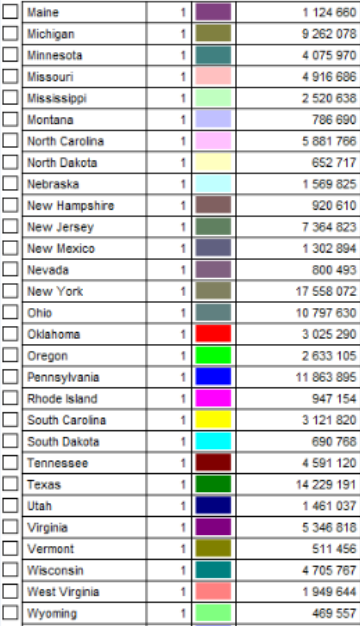 Maine 1 1 124 660
Michigan 1 9 262 078
Minnesota 1 4 075 970
Missouri 1 4 916 686
Mississippi 1 2 520 638
Montana 1 786 690
North Carolina 1 5 881 766
North Dakota 1 652 717
Nebraska 1 1 569 825
New Hampshire 1 920 610
New Jersey 1 7 364 823
New Mexico 1 1 302 894
Nevada 1 800 493
New York 1 17 558 072
Ohio 1 10 797 630
Oklahoma 1 3 025 290
Oregon 1 2 633 105
Pennsylvania 1 11 863 895
Rhode Island 1 947 154
South Carolina 1 3 121 820
South Dakota 1 690 768
Tennessee 1 4 591 120
Texas 1 14 229 191
Utah 1 1 461 037
Virginia 1 5 346 818
Vermont 1 511 456
Wisconsin 1 4 705 767
West Virginia 1 1 949 644
Wyoming 1 469 557